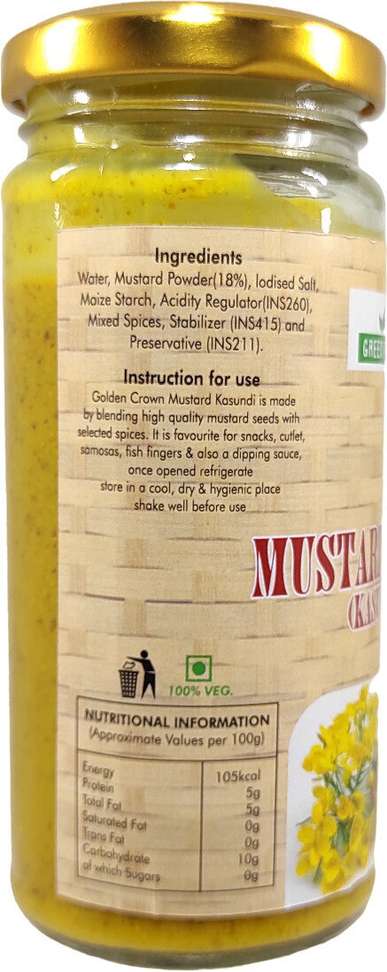 Ingredients
Water, Mustard Powder(18%), Iodised Salt,
Maize Starch, Acidity Regulator(INS260),
Mixed Spices, Stabilizer (INS415) and
Preservative (INS211).
Instruction for use
Golden Crown Mustard Kasundi is made
by blending high quality mustard seeds with
selected spices. It is favourite for snacks, cutlet,
samosas, fish fingers & also a dipping sauce,
once opened refrigerate
store in a cool, dry & hygienic place
shake well before use
GREE
MUSTAR
(KAS
100% VEG.
NUTRITIONAL INFORMATION
(Approximate Values per 100g)
Energy 105kcal
Protein 5g
Total Fat 5g
Saturated Fat 0g
Trans Fat 0g
Carbohydrate 10g
of which Sugars 0g